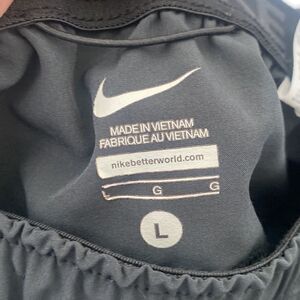 MADE IN VIETNAM
FABRIQUE AU VIETNAM
nikebetterworld.com
G G
L